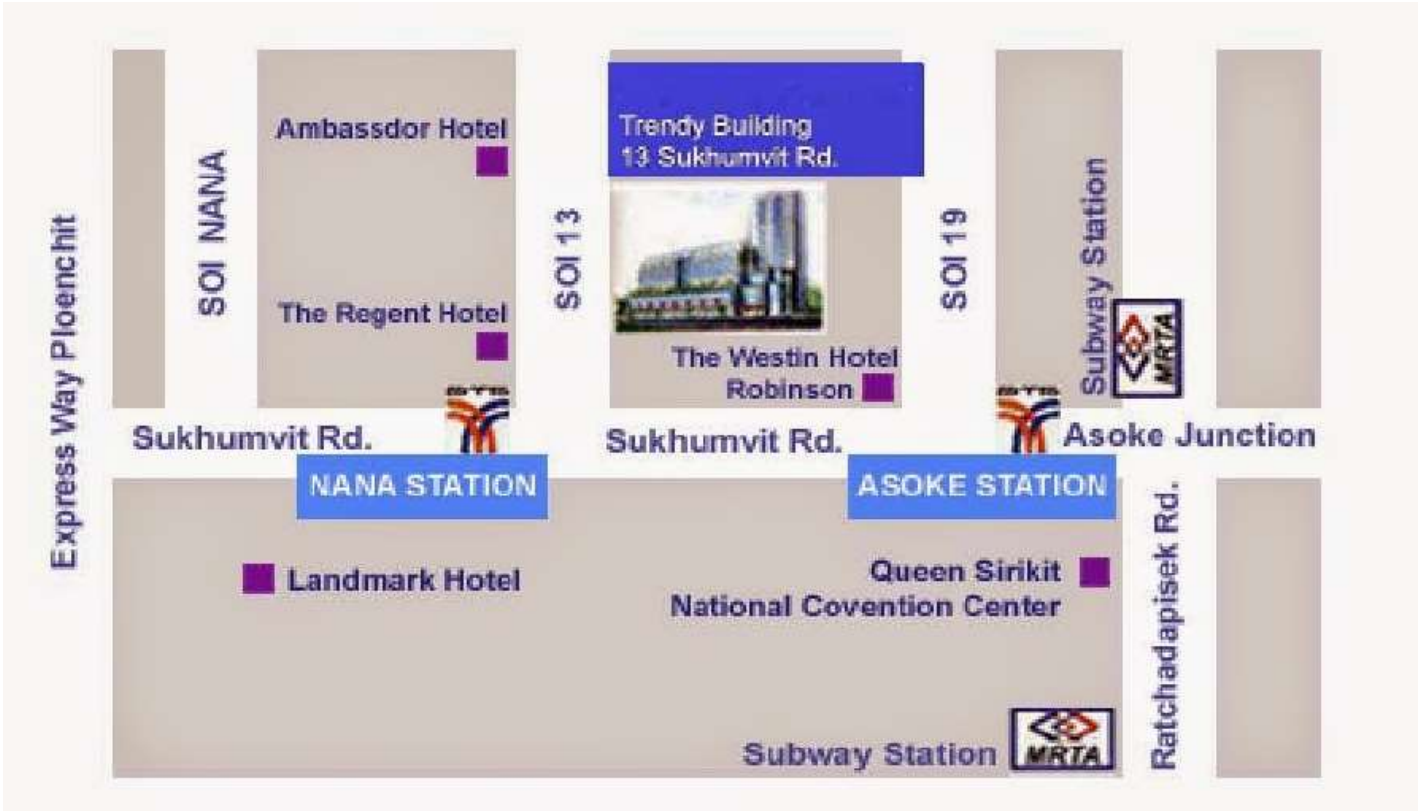 Ambassdor Hotel
The Regent Hotel
Trendy Building
13 Sukhumvit Rd.
The Westin Hotel
Robinson
Express Way Ploenchit
SOI NANA
SOI 13
SOI 19
Subway Station
MRTA
BTS
Sukhumvit Rd.
NANA STATION
Sukhumvit Rd.
BTS
Asoke Junction
ASOKE STATION
Landmark Hotel
Queen Sirikit
National Covention Center
Ratchadapisek Rd.
Subway Station
MRTA